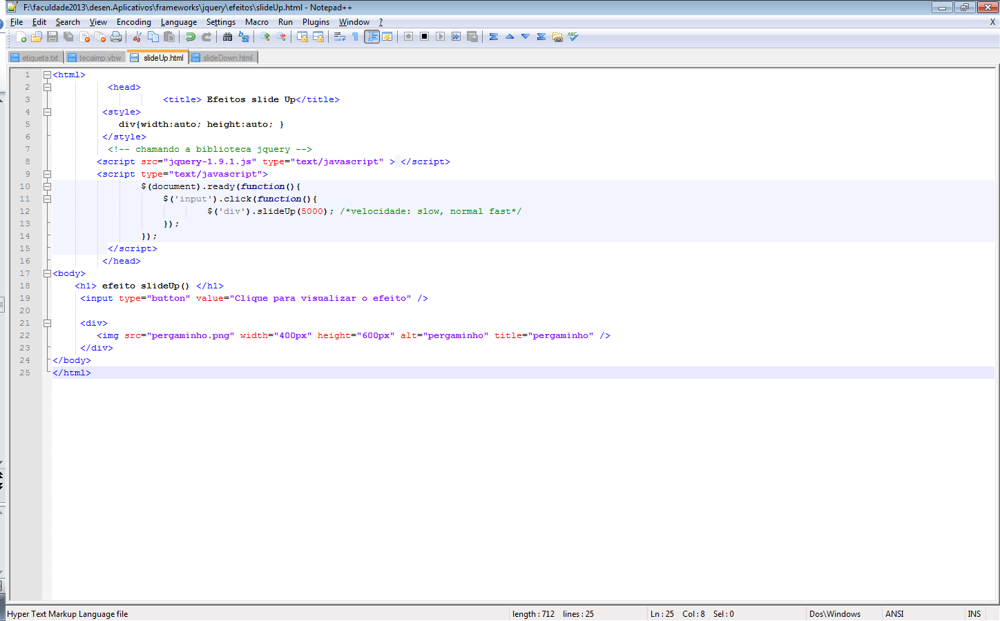 F:\faculdade2013\desen.Aplicativos\frameworks\jquery\efeitos\slideUp.html - Notepad++
File Edit Search View Encoding Language Settings Macro Run Plugins Window ? X
etiqueta.txt tecaimp.vbw slideUp.html slideDown.html
1 <html>
2 <head>
3 <title> Efeitos slide Up</title>
4 <style>
5 div{width:auto; height:auto; }
6 </style>
7 <!-- chamando a biblioteca jquery -->
8 <script src="jquery-1.9.1.js" type="text/javascript" > </script>
9 <script type="text/javascript">
10 $(document).ready(function(){
11 $('input').click(function(){
12 $('div').slideUp(5000); /*velocidade: slow, normal fast*/
13 });
14 });
15 </script>
16 </head>
17 <body>
18 <h1> efeito slideUp() </h1>
19 <input type="button" value="Clique para visualizar o efeito" />
20
21 <div>
22 <img src="pergaminho.png" width="400px" height="600px" alt="pergaminho" title="pergaminho" />
23 </div>
24 </body>
25 </html>
Hyper Text Markup Language file length : 712 lines : 25 Ln : 25 Col : 8 Sel : 0 Dos\Windows ANSI INS